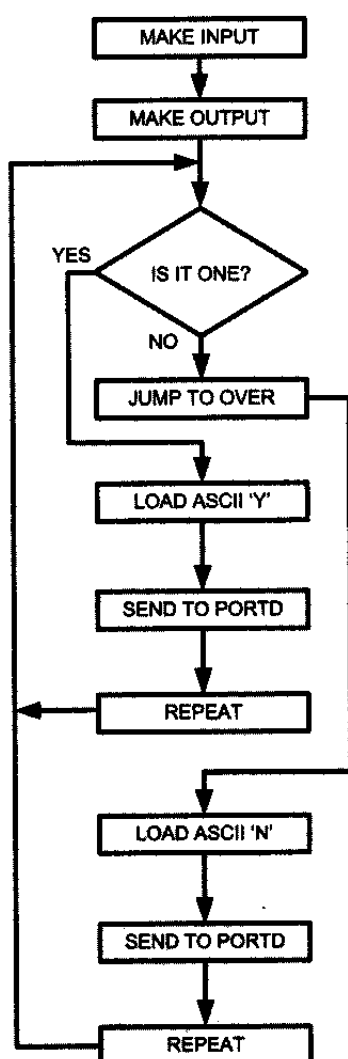 MAKE INPUT
MAKE OUTPUT
YES
IS IT ONE?
NO
JUMP TO OVER
LOAD ASCII 'Y'
SEND TO PORTD
REPEAT
LOAD ASCII 'N'
SEND TO PORTD
REPEAT